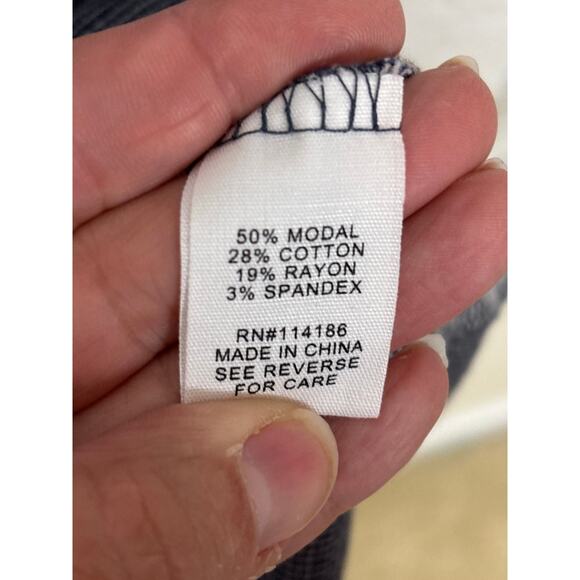 50% MODAL
28% COTTON
19% RAYON
3% SPANDEX
RN#114186
MADE IN CHINA
SEE REVERSE
FOR CARE